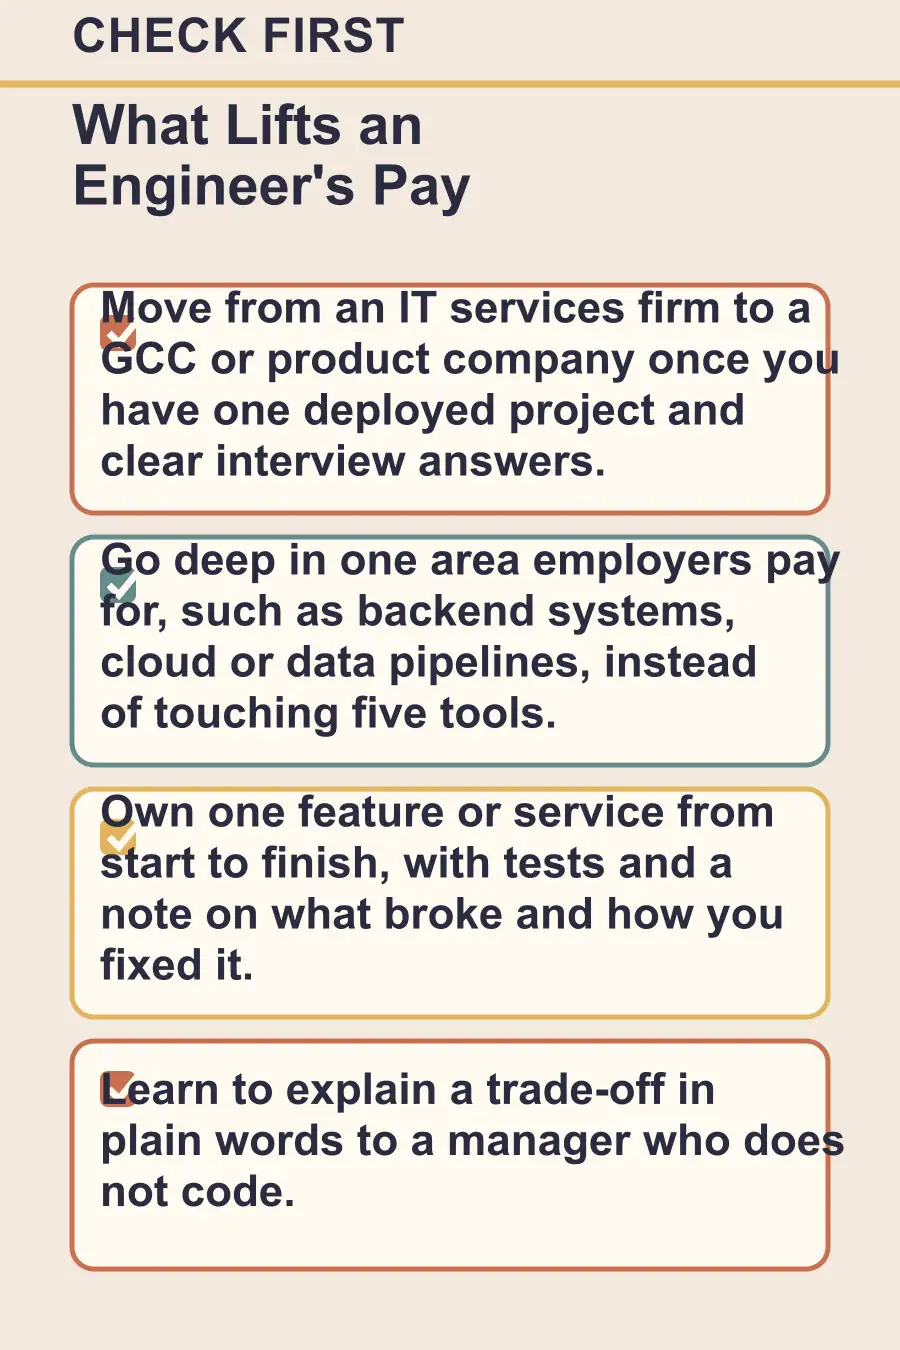 CHECK FIRST
What Lifts an
Engineer's Pay
Move from an IT services firm to a
GCC or product company once you
have one deployed project and
clear interview answers.
Go deep in one area employers pay
for, such as backend systems,
cloud or data pipelines, instead
of touching five tools.
Own one feature or service from
start to finish, with tests and a
note on what broke and how you
fixed it.
Learn to explain a trade-off in
plain words to a manager who does
not code.